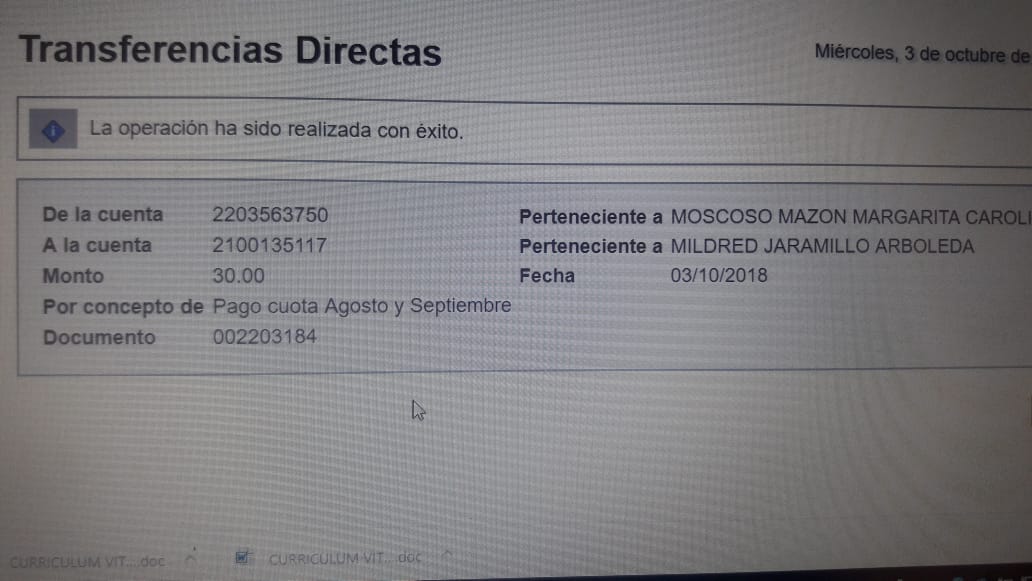 Transferencias Directas
Miércoles, 3 de octubre de
La operación ha sido realizada con éxito.
De la cuenta 2203563750 Perteneciente a MOSCOSO MAZON MARGARITA CAROLI
A la cuenta 2100135117 Perteneciente a MILDRED JARAMILLO ARBOLEDA
Monto 30.00 Fecha 03/10/2018
Por concepto de Pago cuota Agosto y Septiembre
Documento 002203184
CURRICULUM VIT....doc CURRICULUM VIT....doc